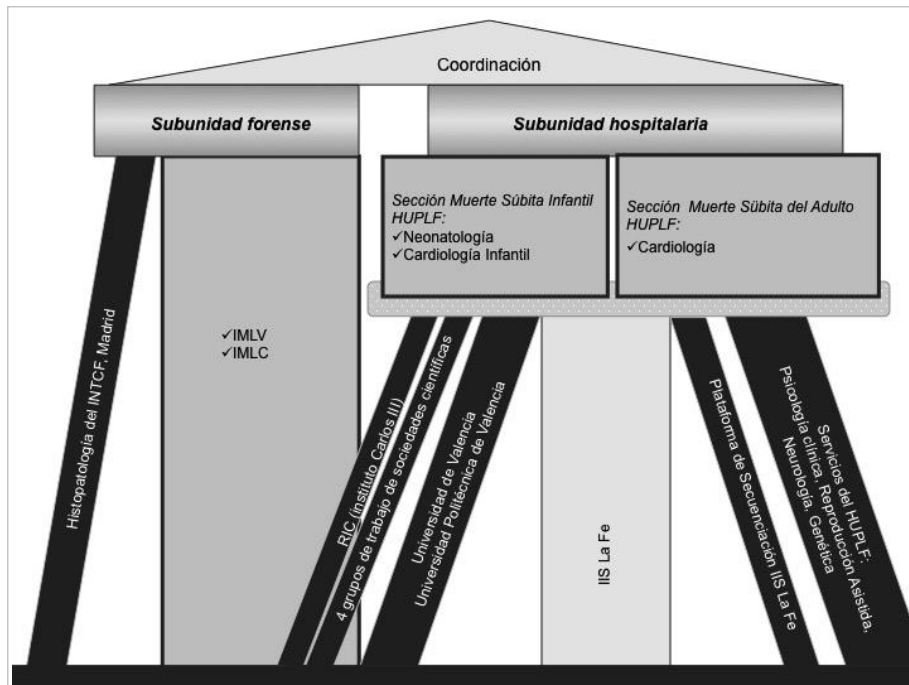 Coordinación
Subunidad forense
Subunidad hospitalaria
Sección Muerte Súbita Infantil
HUPLF:
✓Neonatología
✓Cardiología Infantil
Sección Muerte Sübita del Adulto
HUPLF:
✓Cardiología
Histopatología del INTCF, Madrid
✓IMLV
✓IMLC
RIC (instituto Carlos III)
4 grupos de trabajo de sociedades científicas
Universidad de Valencia
Universidad Politécnica de Valencia
IIS La Fe
Plataforma de Secuenciación IIS La Fe
Servicios del HUPLF:
Psicología clínica, Reproducción Asistida,
Neurología, Genética